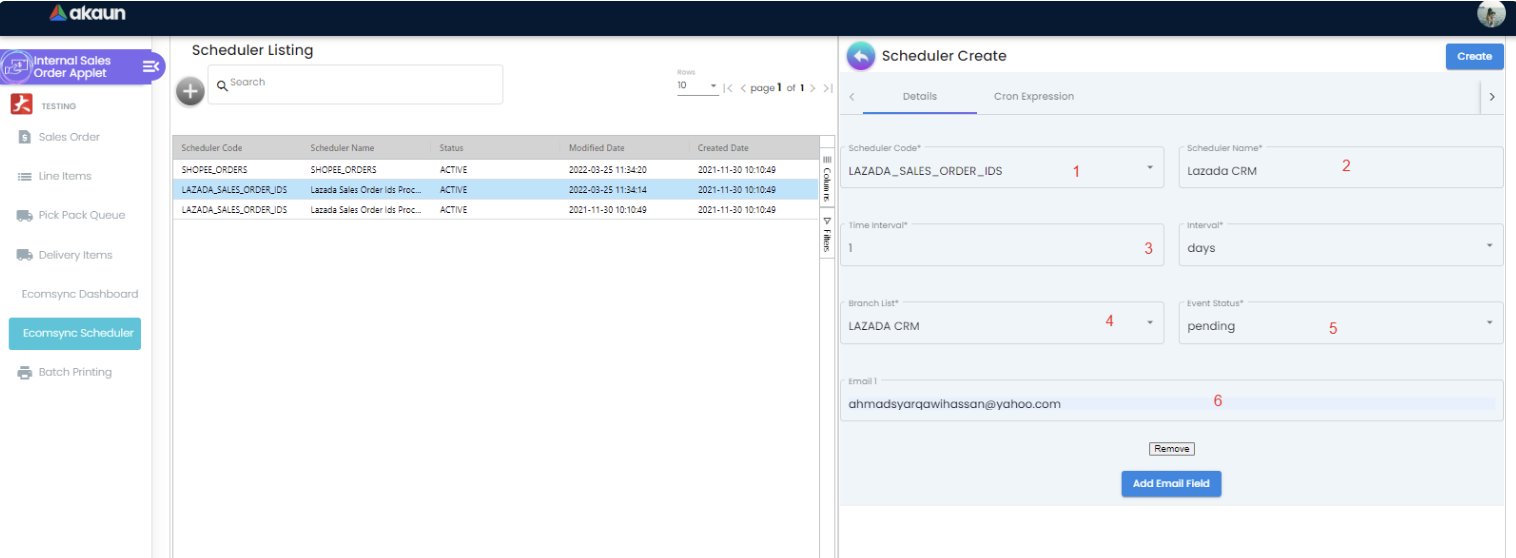 akaun
Internal Sales
Order Applet
TESTING
Sales Order
Line Items
Pick Pack Queue
Delivery Items
Ecomsync Dashboard
Ecomsync Scheduler
Batch Printing
Scheduler Listing
Search
Rows
10 page 1 of 1
Scheduler Code Scheduler Name Status Modified Date Created Date
SHOPEE_ORDERS SHOPEE_ORDERS ACTIVE 2022-03-25 11:34:20 2021-11-30 10:10:49
LAZADA_SALES_ORDER_IDS Lazada Sales Order Ids Proc... ACTIVE 2022-03-25 11:34:14 2021-11-30 10:10:49
LAZADA_SALES_ORDER_IDS Lazada Sales Order Ids Proc... ACTIVE 2021-11-30 10:10:49 2021-11-30 10:10:49
Columns
Filters
Scheduler Create
Create
Details Cron Expression
Scheduler Code* Scheduler Name*
LAZADA_SALES_ORDER_IDS 1 Lazada CRM 2
Time Interval* Interval*
1 3 days
Branch List* Event Status*
LAZADA CRM 4 pending 5
Email 1
ahmadsyarqawihassan@yahoo.com 6
Remove
Add Email Field